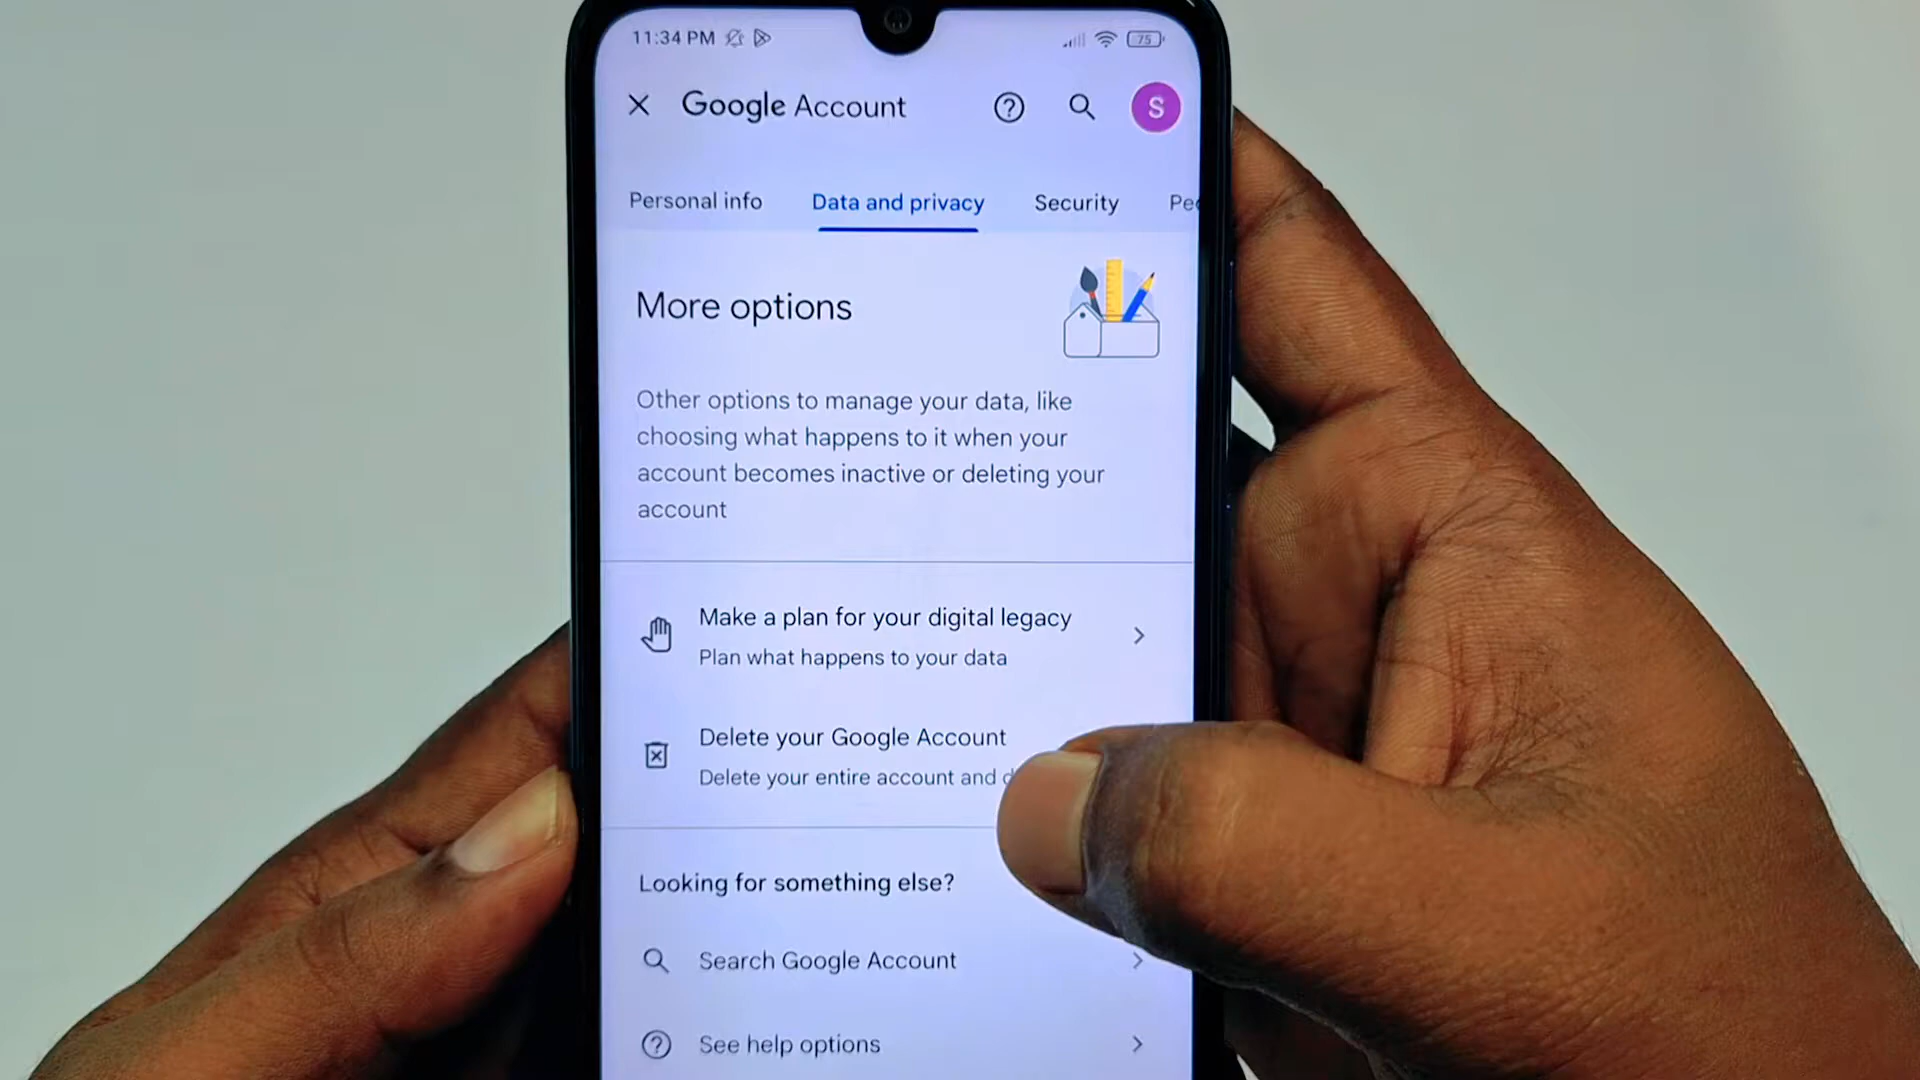 11:34 PM
75
Google Account
S
Personal info
Data and privacy
Security
More options
Other options to manage your data, like
choosing what happens to it when your
account becomes inactive or deleting your
account
Make a plan for your digital legacy
Plan what happens to your data
Delete your Google Account
Delete your entire account and
Looking for something else?
Search Google Account
See help options